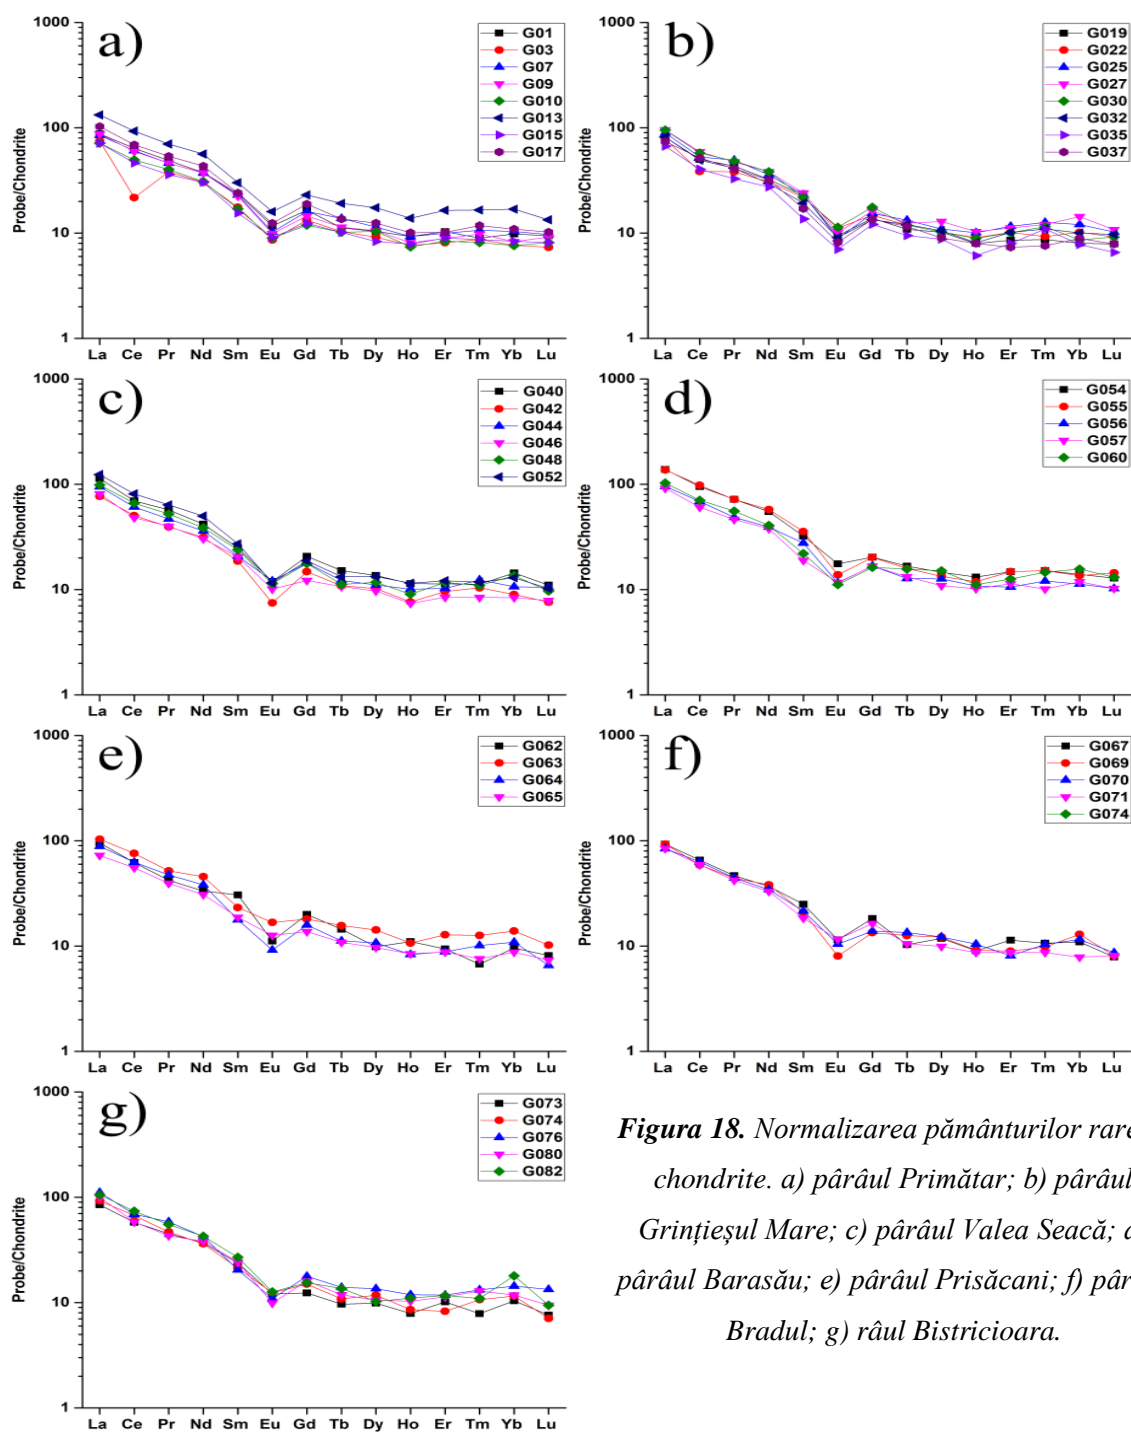 a)
1000
100
10
1
Probe/Chondrite
La Ce Pr Nd Sm Eu Gd Tb Dy Ho Er Tm Yb Lu
G01
G03
G07
G09
G010
G013
G015
G017
b)
1000
100
10
1
Probe/Chondrite
La Ce Pr Nd Sm Eu Gd Tb Dy Ho Er Tm Yb Lu
G019
G022
G025
G027
G030
G032
G035
G037
c)
1000
100
10
1
Probe/Chondrite
La Ce Pr Nd Sm Eu Gd Tb Dy Ho Er Tm Yb Lu
G040
G042
G044
G046
G048
G052
d)
1000
100
10
1
Probe/Chondrite
La Ce Pr Nd Sm Eu Gd Tb Dy Ho Er Tm Yb Lu
G054
G055
G056
G057
G060
e)
1000
100
10
1
Probe/Chondrite
La Ce Pr Nd Sm Eu Gd Tb Dy Ho Er Tm Yb Lu
G062
G063
G064
G065
f)
1000
100
10
1
Probe/Chondrite
La Ce Pr Nd Sm Eu Gd Tb Dy Ho Er Tm Yb Lu
G067
G069
G070
G071
G074
g)
1000
100
10
1
Probe/Chondrite
La Ce Pr Nd Sm Eu Gd Tb Dy Ho Er Tm Yb Lu
G073
G074
G076
G080
G082
Figura 18. Normalizarea pământurilor rare
chondrite. a) pârâul Primătar; b) pârâul
Grințieșul Mare; c) pârâul Valea Seacă;
pârâul Barasău; e) pârâul Prisăcani; f)
Bradul; g) râul Bistricioara.